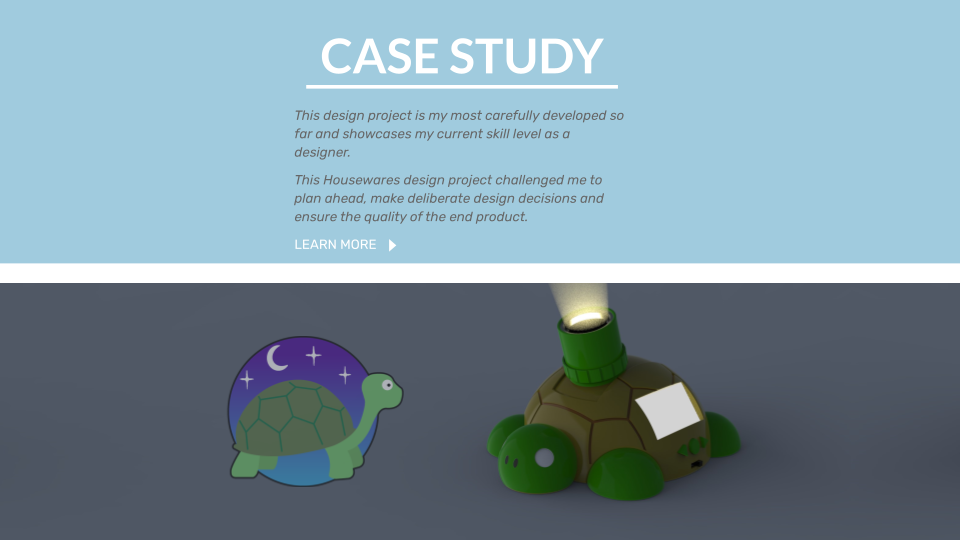 CASE STUDY
This design project is my most carefully developed so
far and showcases my current skill level as a
designer.
This Housewares design project challenged me to
plan ahead, make deliberate design decisions and
ensure the quality of the end product.
LEARN MORE